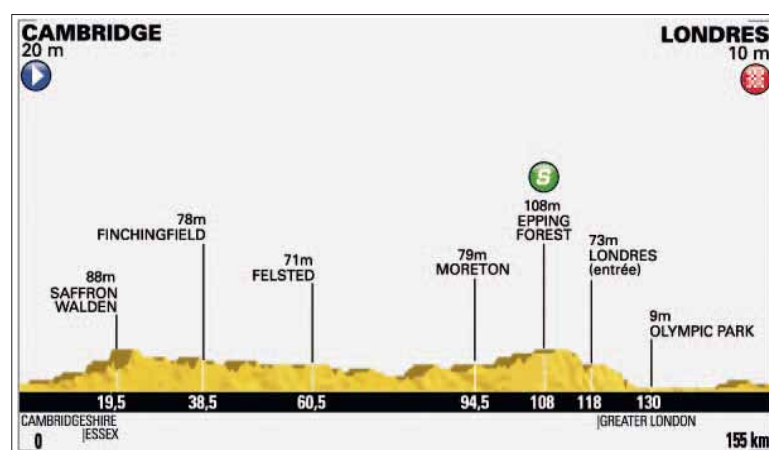 CAMBRIDGE
20 m
LONDRES
10 m
S
108m
EPPING
FOREST
78m
FINCHINGFIELD
71m
FELSTED
79m
MORETON
73m
LONDRES
(entrée)
88m
SAFFRON
WALDEN
9m
OLYMPIC PARK
19,5 38,5 60,5 94,5 108 118 130
CAMBRIDGESHIRE
|ESSEX
|GREATER LONDON
0 155 km